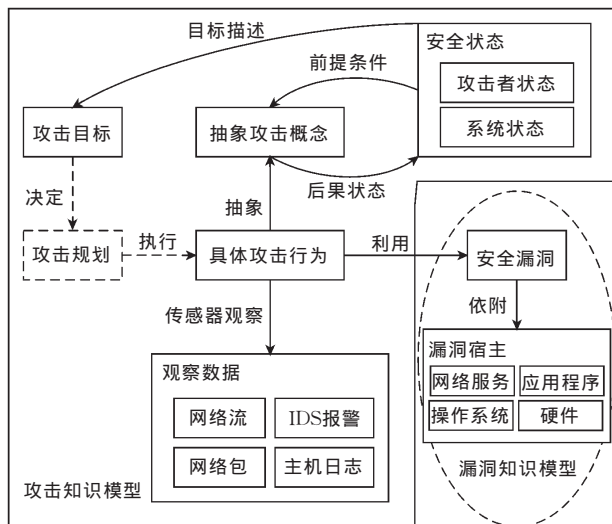 目标描述
安全状态
前提条件
攻击者状态
攻击目标
抽象攻击概念
系统状态
决定
抽象
后果状态
攻击规划
执行
具体攻击行为
利用
安全漏洞
传感器观察
依附
观察数据
漏洞宿主
网络服务
应用程序
网络流
IDS报警
操作系统
硬件
网络包
主机日志
漏洞知识模型
攻击知识模型